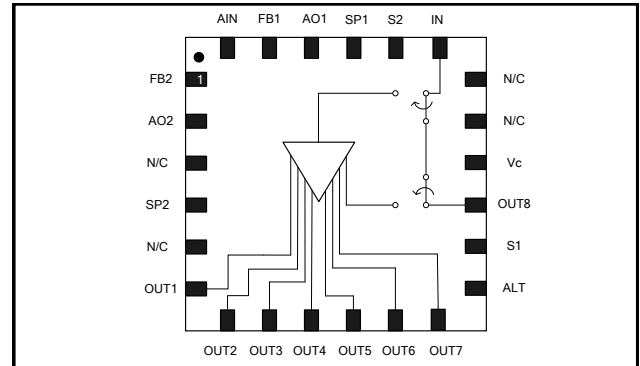 AIN FB1 AO1 SP1 S2 IN
FB2 1 N/C
AO2 N/C
N/C Vc
SP2 OUT8
N/C S1
OUT1 ALT
OUT2 OUT3 OUT4 OUT5 OUT6 OUT7